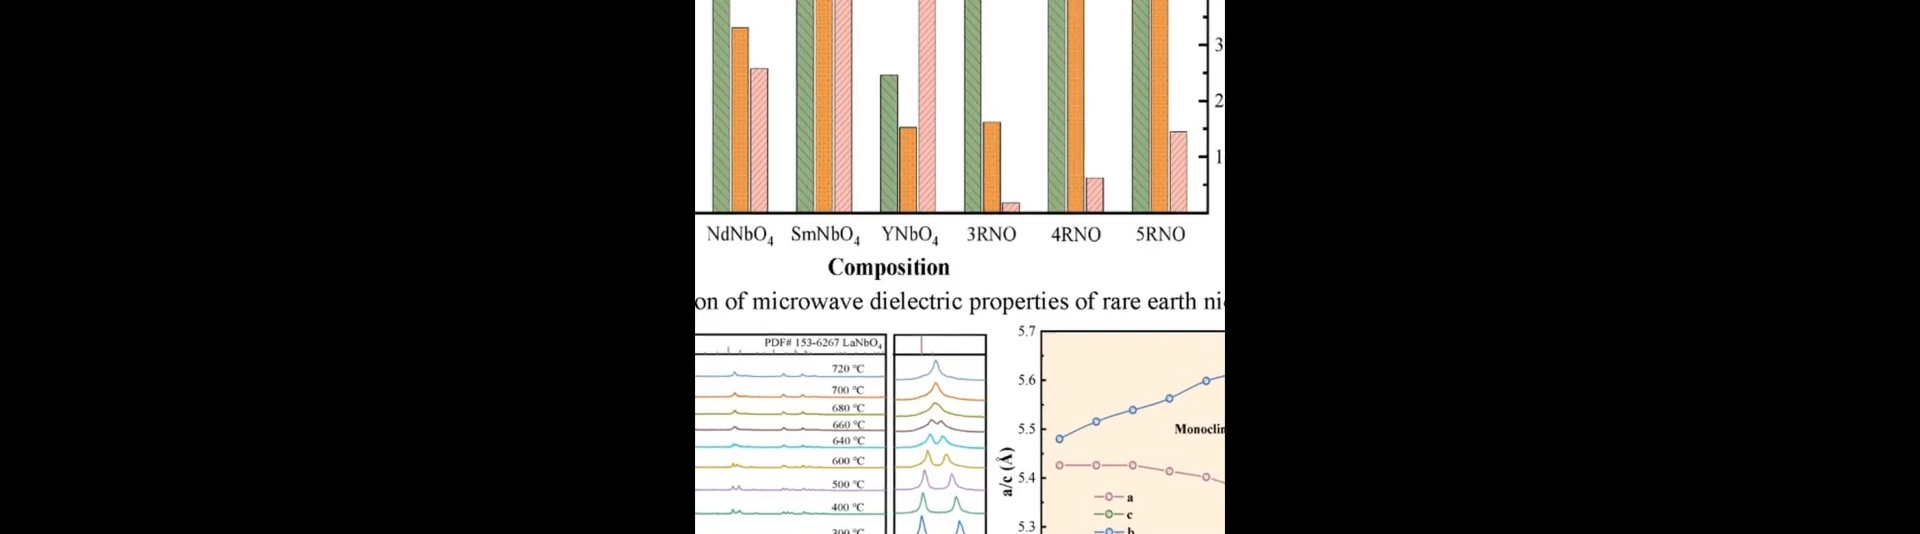 3
2
1
NdNbO₄ SmNbO₄ YNbO₄ 3RNO 4RNO 5RNO
Composition
on of microwave dielectric properties of rare earth ni
PDF# 153-6267 LaNbO₄
720 °C
700 °C
680 °C
660 °C
640 °C
600 °C
500 °C
400 °C
300 °C
5.7
5.6
5.5
5.4
5.3
a/c (Å)
Monoclin
a
c
b